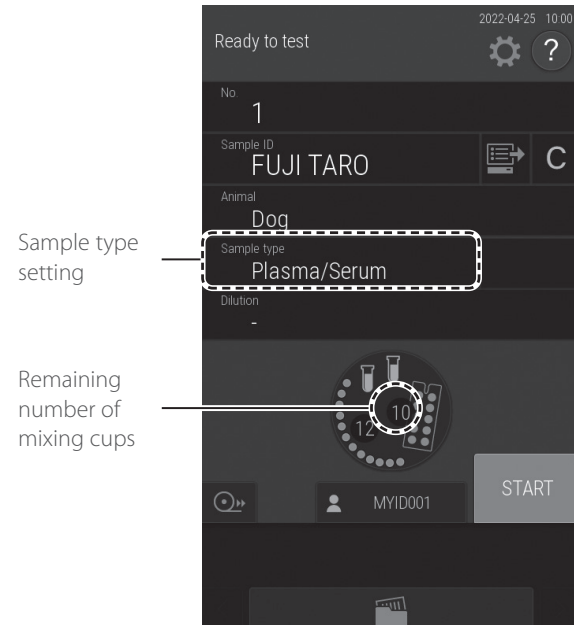 2022-04-25 10:00
Ready to test
?
No.
1
Sample ID
FUJI TARO
C
Animal
Dog
Sample type
setting
Sample type
Plasma/Serum
Dilution
-
Remaining
number of
mixing cups
10
12
MYID001
START